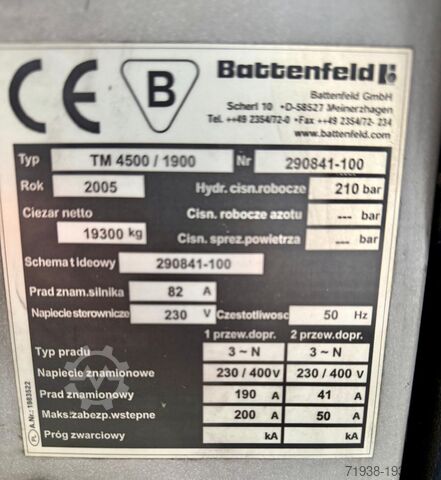 CE B Battenfeld
Battenfeld GmbH
Scherl 10 •D-58527 Meinerzhagen
Tel. ++49 2354/72-0 •Fax ++49 2354/72- 234
www.battenfeld.com
Typ TM 4500 / 1900 Nr 290841-100
Rok 2005 Hydr. cisn.robocze 210 bar
Ciezar netto Cisn. robocze azotu --- bar
19300 kg Cisn. sprez.powietrza --- bar
Schemat ideowy 290841-100
Prad znam.silnika 82 A
Napiecie sterownicze 230 V Czestotliwosc 50 Hz
1 przew.dopr. 2 przew.dopr.
Typ pradu 3 ~ N 3 ~ N
Napiecie znamionowe 230 / 400 V 230 / 400 V
Prad znamionowy 190 A 41 A
Maks.zabezp.wstepne 200 A 50 A
Próg zwarciowy kA kA
PL A.Nr.: 1983522